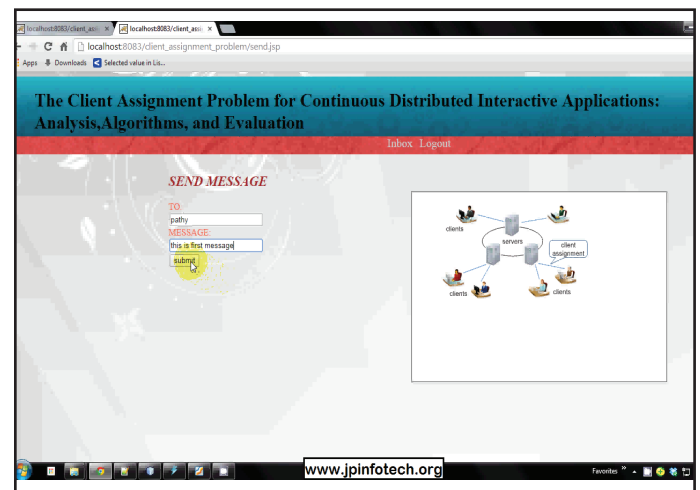 localhost:8083/client_assig
localhost:8083/client_assig
localhost:8083/client_assignment_problem/send.jsp
Apps Downloads Selected value in Lis...
The Client Assignment Problem for Continuous Distributed Interactive Applications:
Analysis,Algorithms, and Evaluation
Inbox Logout
SEND MESSAGE
TO
pathy
MESSAGE:
this is first message
submit
clients
servers
client
assignment
clients
clients
www.jpinfotech.org
Favorites »